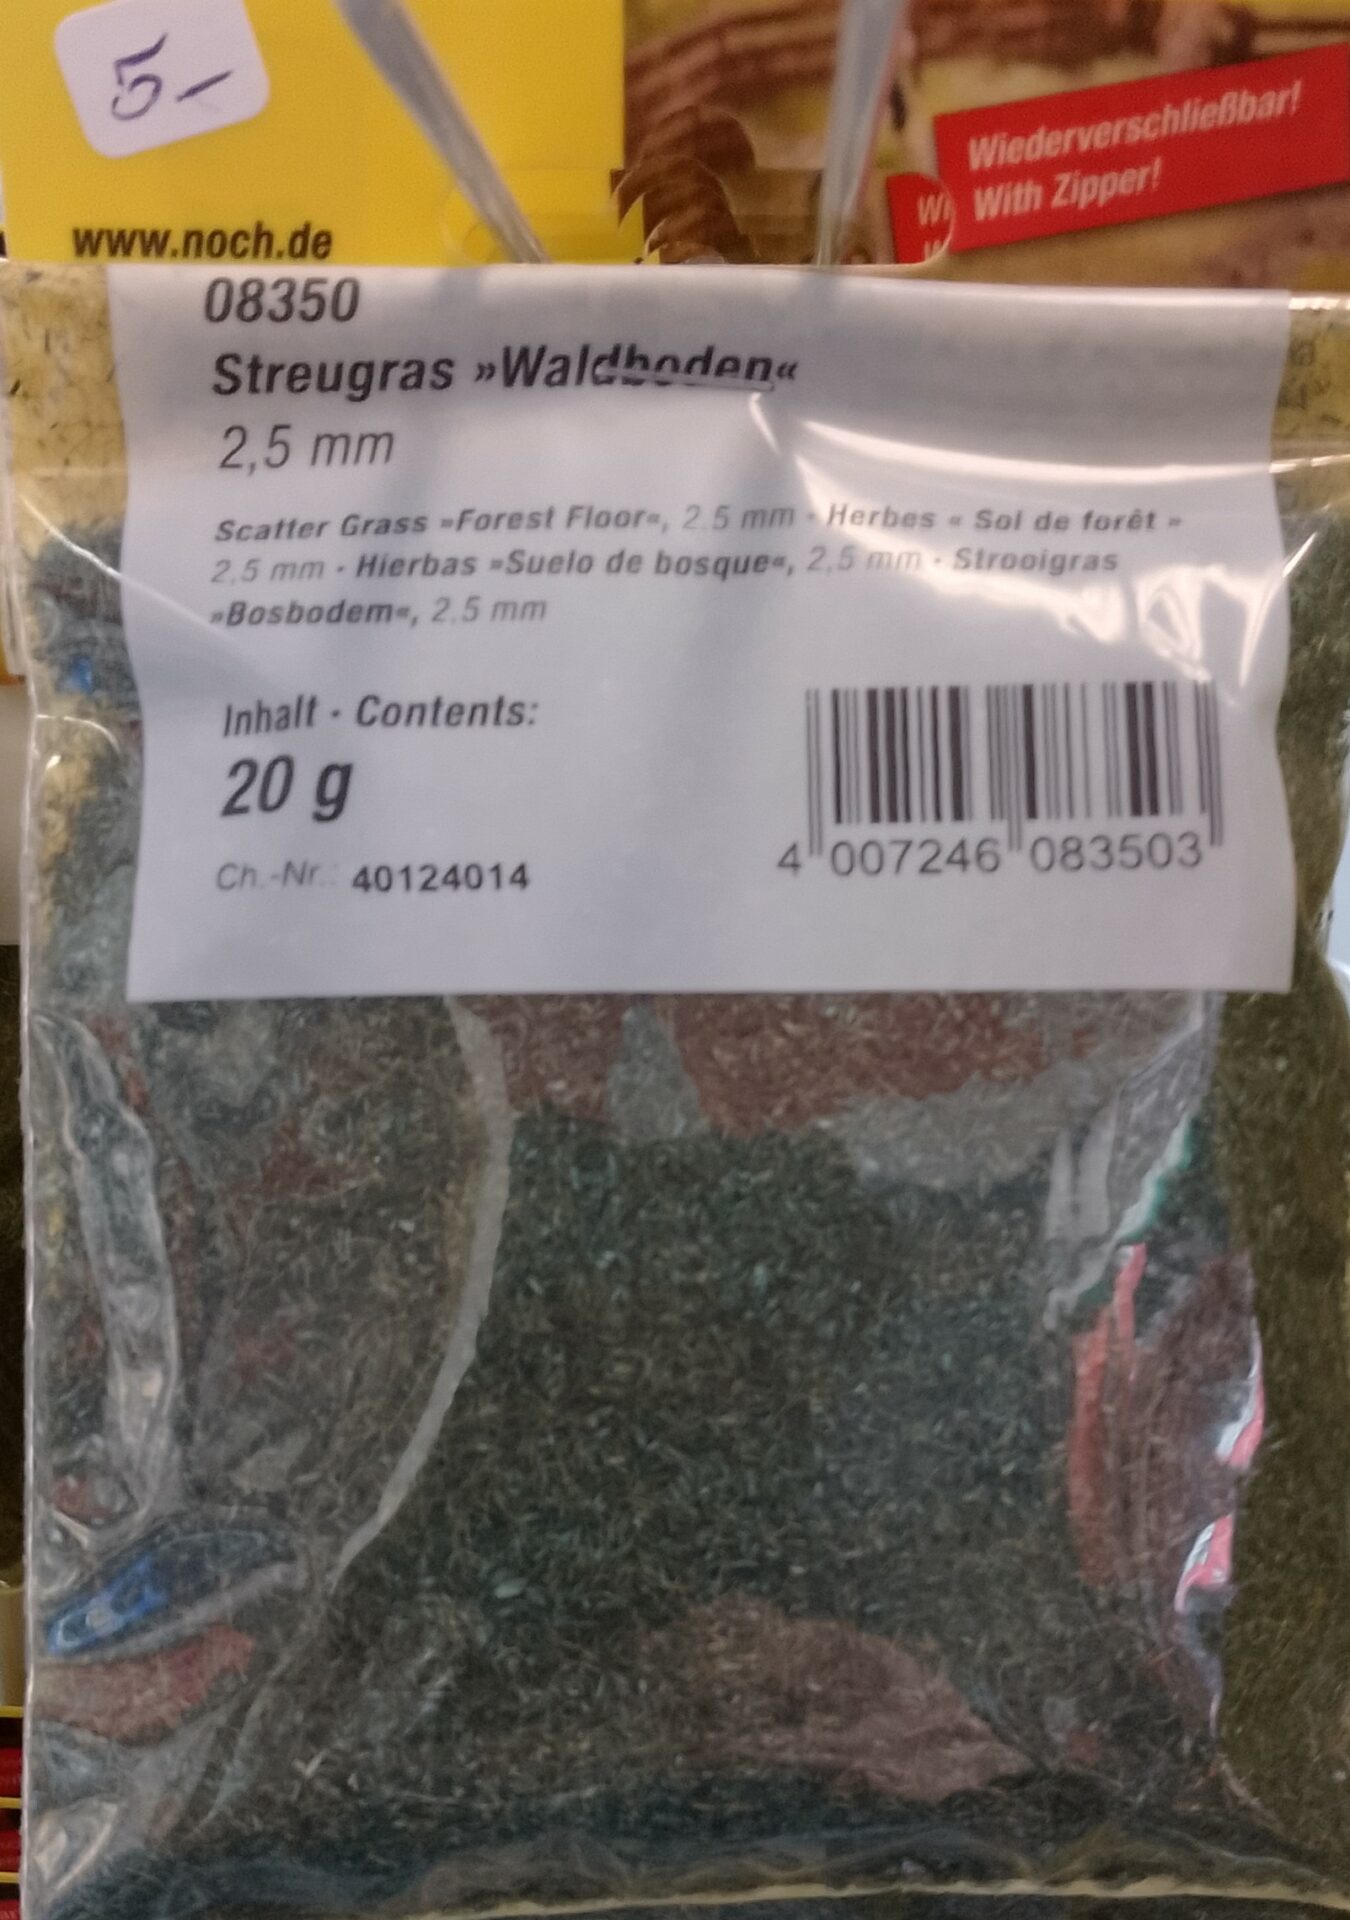 5.–
www.noch.de
Wiederverschließbar!
With Zipper!
08350
Streugras »Waldboden«
2,5 mm
Scatter Grass »Forest Floor«, 2.5 mm · Herbes « Sol de forêt »
2,5 mm · Hierbas »Suelo de bosque«, 2,5 mm · Strooigras
»Bosbodem«, 2.5 mm
Inhalt · Contents:
20 g
Ch.-Nr.: 40124014
4 007246 083503